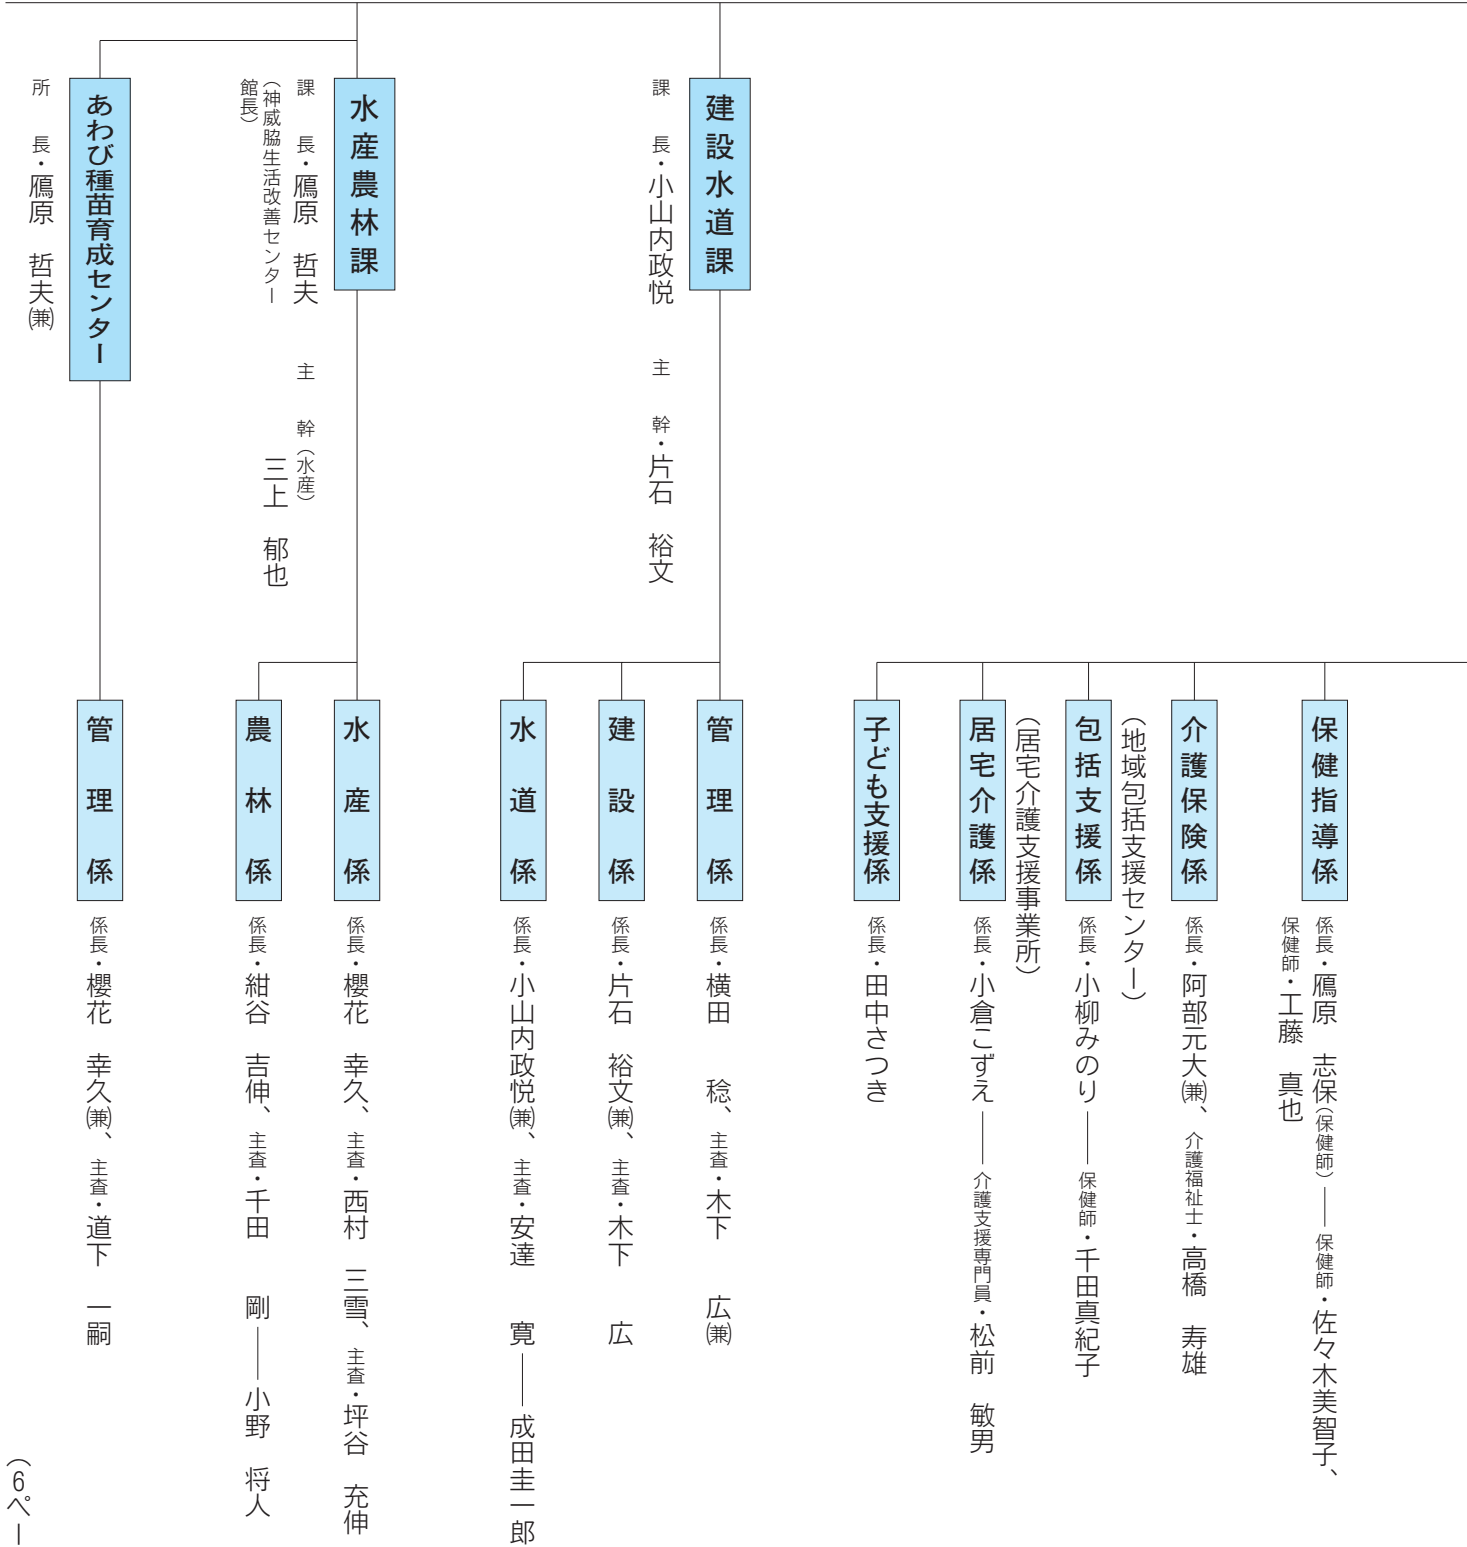 保健指導係
係長・鴈原　志保(保健師)――保健師・佐々木美智子、
保健師・工藤　真也
介護保険係
係長・阿部元大㈱、介護福祉士・高橋　寿雄
(地域包括支援センター)
包括支援係
係長・小柳みのり――保健師・千田真紀子
(居宅介護支援事業所)
居宅介護係
係長・小倉こずえ――介護支援専門員・松前　敏男
子ども支援係
係長・田中さつき
建設水道課
課　長・小山内政悦　主　幹・片石　裕文
管理係
係長・横田　稔、主査・木下　広(兼)
建設係
係長・片石　裕文(兼)、主査・木下　広
水道係
係長・小山内政悦(兼)、主査・安達　寛――成田圭一郎
水産農林課
課　長・鴈原　哲夫　主　幹(水産)
(神威脇生活改善センター
館長)
三上　郁也
水産係
係長・櫻花　幸久、主査・西村　三雪、主査・坪谷　充伸
農林係
係長・紺谷　吉伸、主査・千田　剛――小野　将人
あわび種苗育成センター
所　長・鴈原　哲夫(兼)
管理係
係長・櫻花　幸久(兼)、主査・道下　一嗣
(6ペー